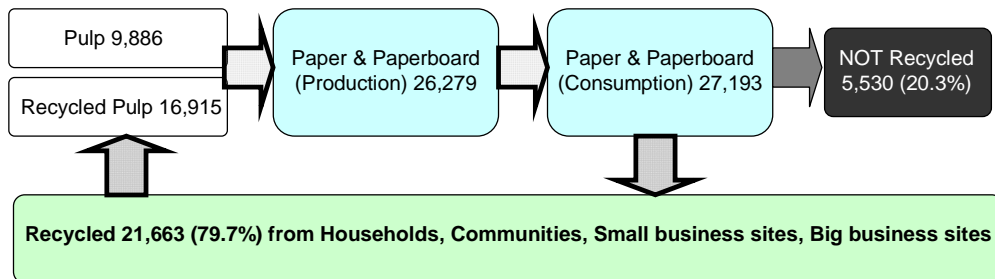 Pulp 9,886
Recycled Pulp 16,915
Paper & Paperboard
(Production) 26,279
Paper & Paperboard
(Consumption) 27,193
NOT Recycled
5,530 (20.3%)
Recycled 21,663 (79.7%) from Households, Communities, Small business sites, Big business sites